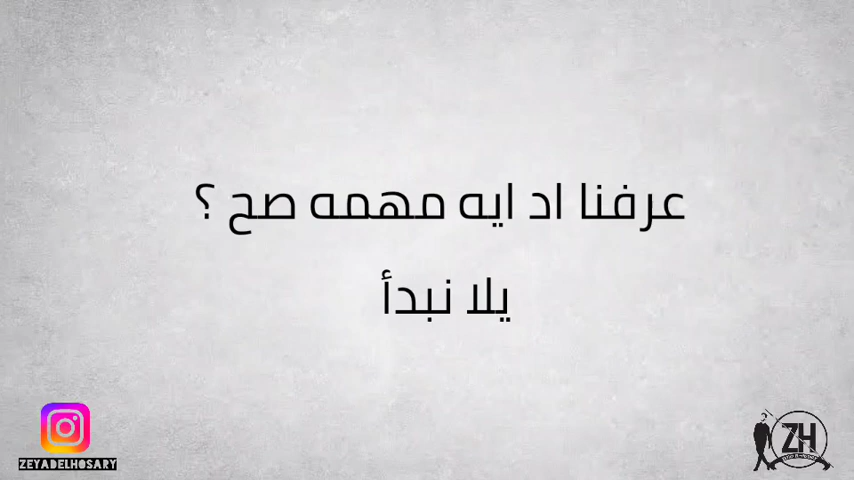 عرفنا اد ايه مهمه صح ؟
يلا نبدأ
ZEYADELHOSARY
ZH